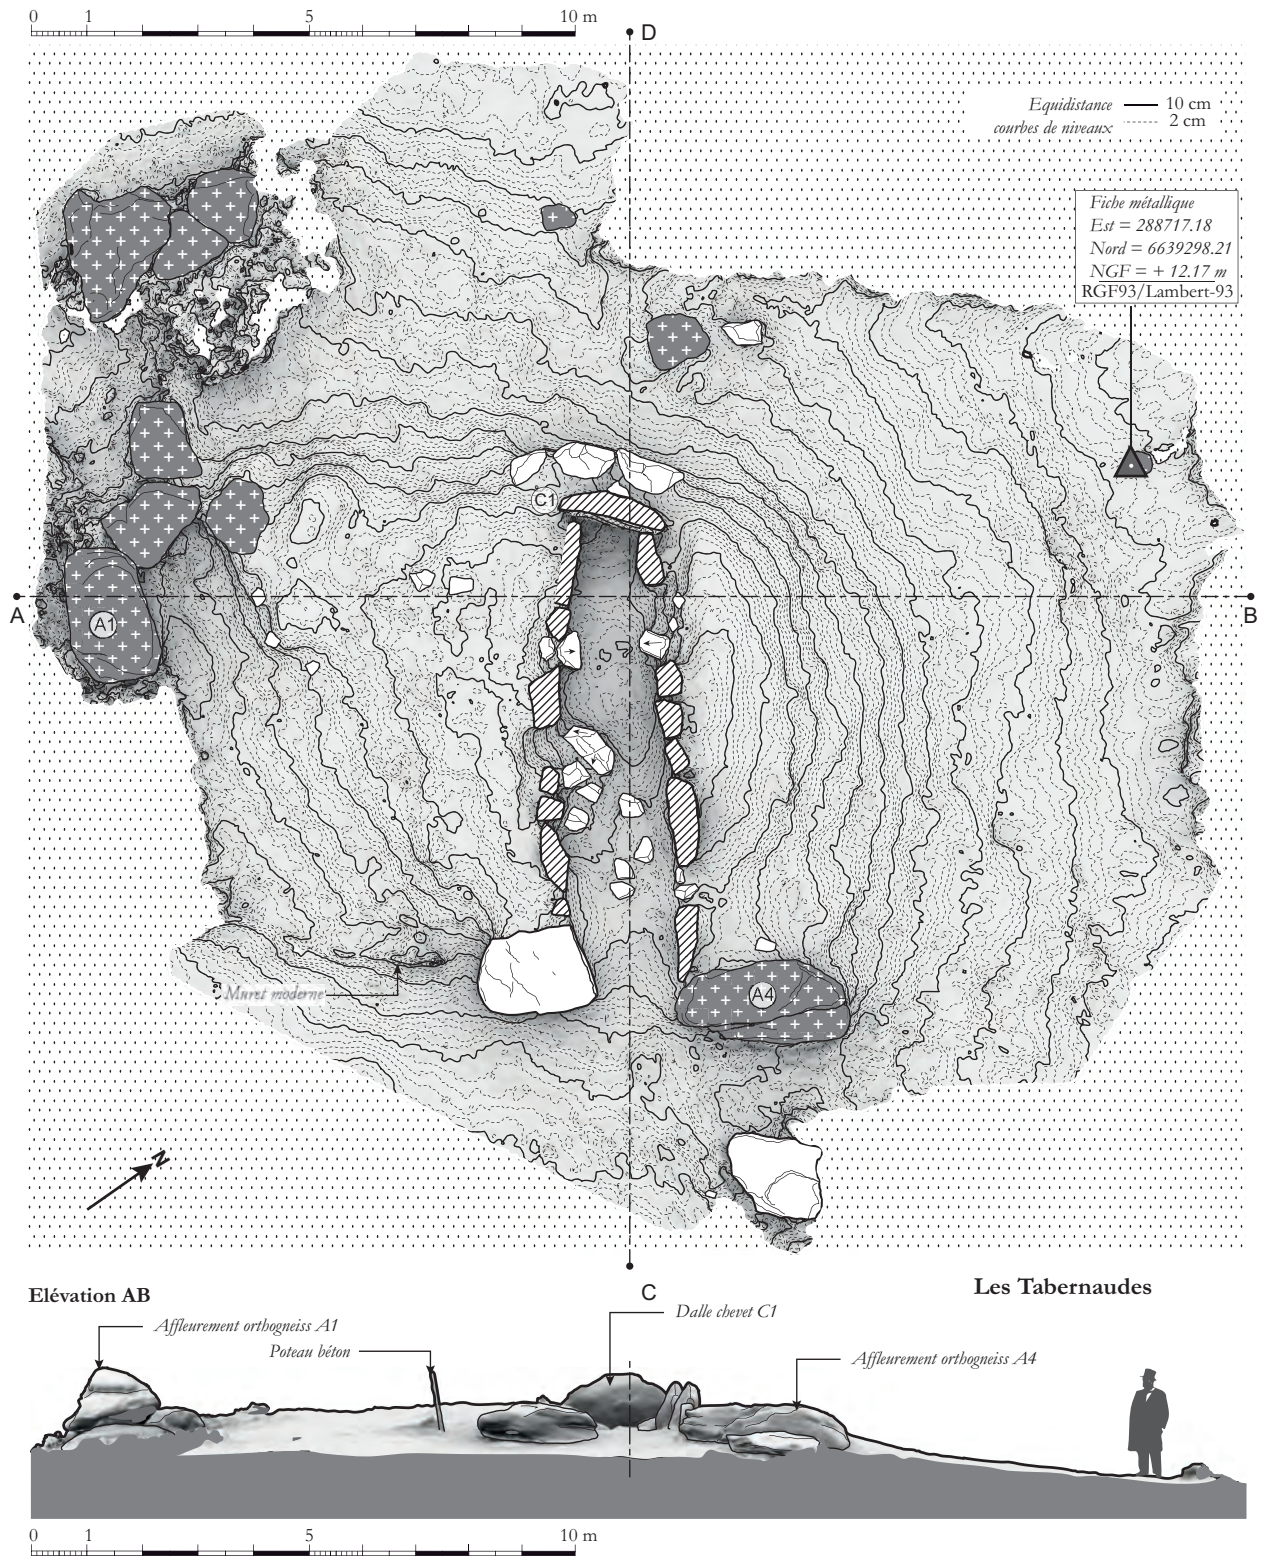 0 1 5 10 m
D
Equidistance 10 cm
courbes de niveaux 2 cm
Fiche métallique
Est = 288717.18
Nord = 6639298.21
NGF = + 12.17 m
RGF93/Lambert-93
C1
A
B
A1
A4
Muret moderne
N
C
Les Tabernaudes
Elévation AB
Dalle chevet C1
Affleurement orthogneiss A1
Poteau béton
Affleurement orthogneiss A4
0 1 5 10 m